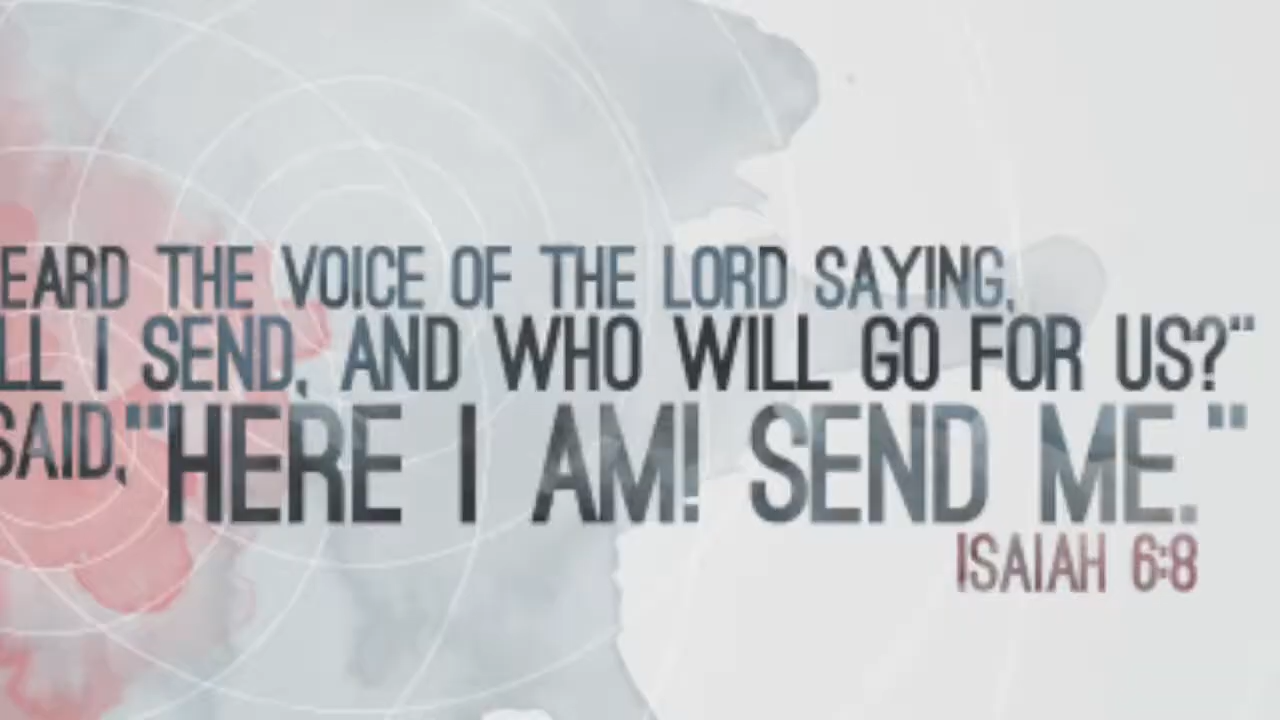 EARD THE VOICE OF THE LORD SAYING,
LL I SEND, AND WHO WILL GO FOR US?"
SAID, "HERE I AM! SEND ME."
ISAIAH 6:8